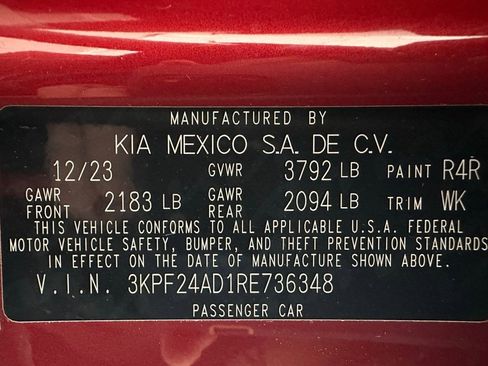 MANUFACTURED BY
KIA MEXICO S.A. DE C.V.
12/23 GVWR 3792 LB PAINT R4R
GAWR FRONT 2183 LB GAWR REAR 2094 LB TRIM WK
THIS VEHICLE CONFORMS TO ALL APPLICABLE U.S.A. FEDERAL
MOTOR VEHICLE SAFETY, BUMPER, AND THEFT PREVENTION STANDARDS
IN EFFECT ON THE DATE OF MANUFACTURE SHOWN ABOVE.
V.I.N. 3KPF24AD1RE736348
PASSENGER CAR